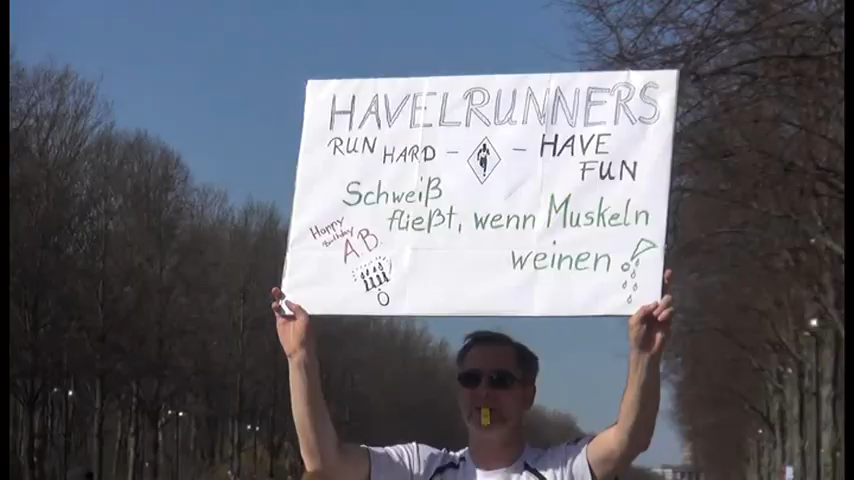 HAVELRUNNERS
RUN HARD - - HAVE FUN
Schweiß
fließt, wenn Muskeln
weinen
Happy
Birthday
A.B.